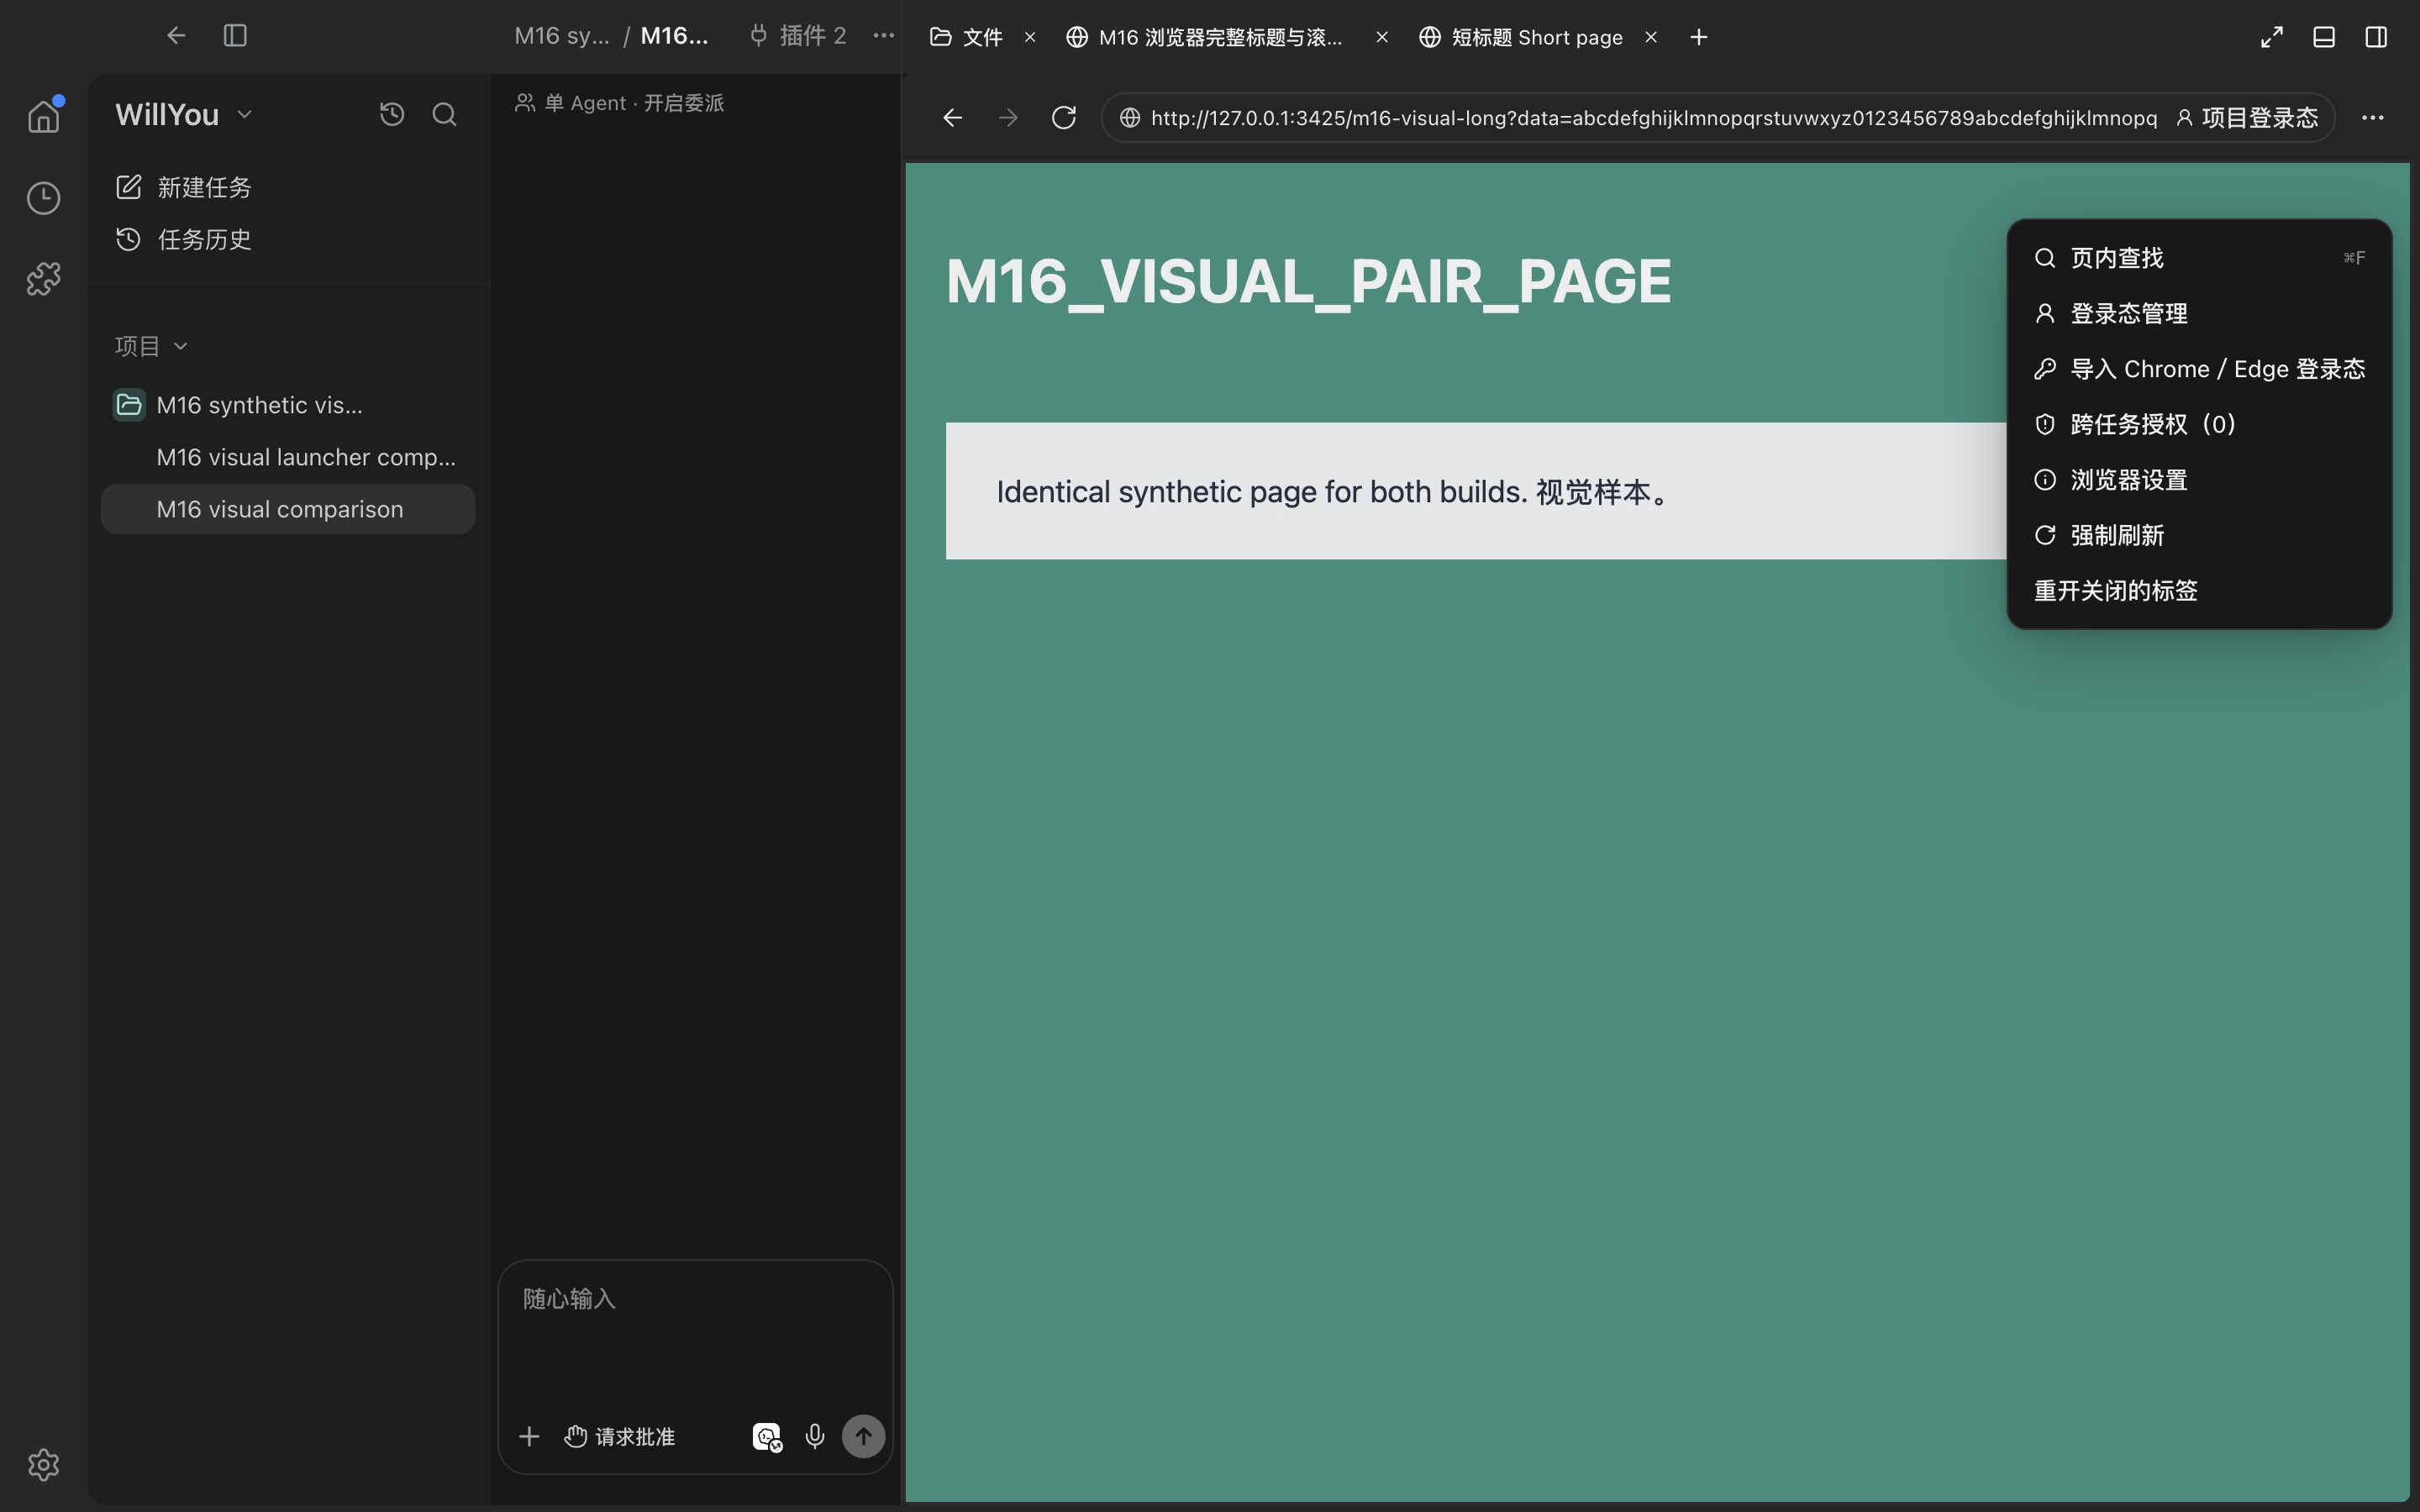 M16 sy... / M16... 插件 2
文件
M16 浏览器完整标题与滚...
短标题 Short page
WillYou
新建任务
任务历史
项目
M16 synthetic vis...
M16 visual launcher comp...
M16 visual comparison
单 Agent · 开启委派
随心输入
请求批准
http://127.0.0.1:3425/m16-visual-long?data=abcdefghijklmnopqrstuvwxyz0123456789abcdefghijklmnopq 项目登录态
M16_VISUAL_PAIR_PAGE
Identical synthetic page for both builds. 视觉样本。
页内查找 ⌘F
登录态管理
导入 Chrome / Edge 登录态
跨任务授权（0）
浏览器设置
强制刷新
重开关闭的标签